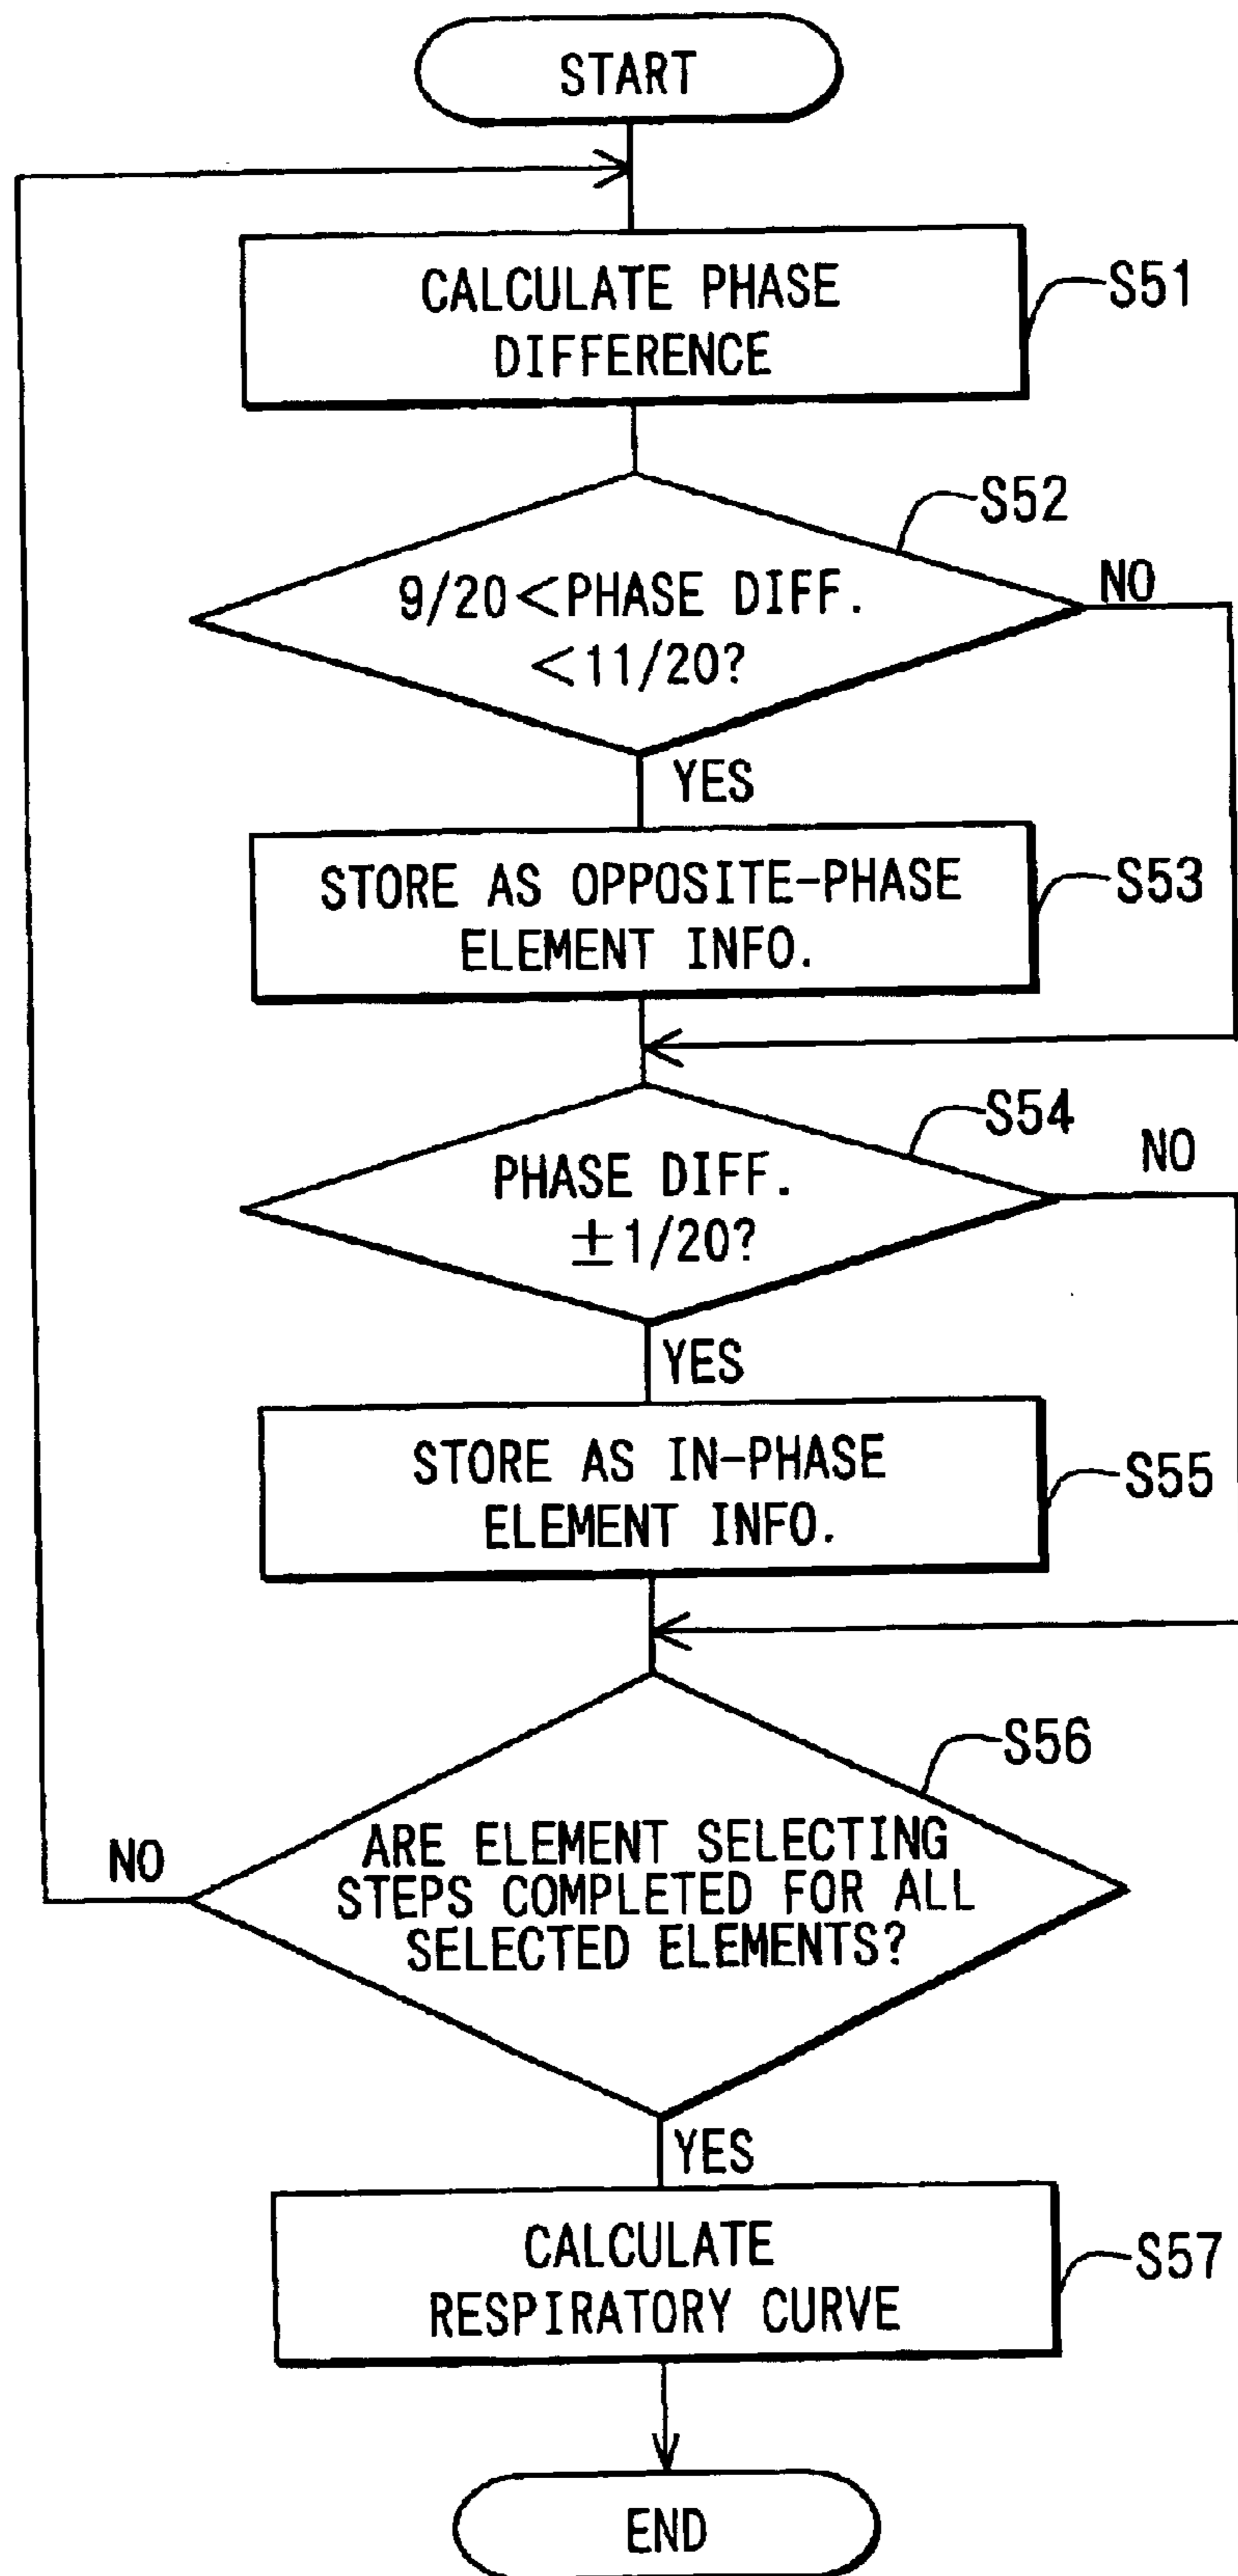 START
CALCULATE PHASE
DIFFERENCE
S51
S52
9/20<PHASE DIFF.
<11/20?
NO
YES
STORE AS OPPOSITE-PHASE
ELEMENT INFO.
S53
S54
PHASE DIFF.
±1/20?
NO
YES
STORE AS IN-PHASE
ELEMENT INFO.
S55
S56
ARE ELEMENT SELECTING
STEPS COMPLETED FOR ALL
SELECTED ELEMENTS?
NO
YES
CALCULATE
RESPIRATORY CURVE
S57
END